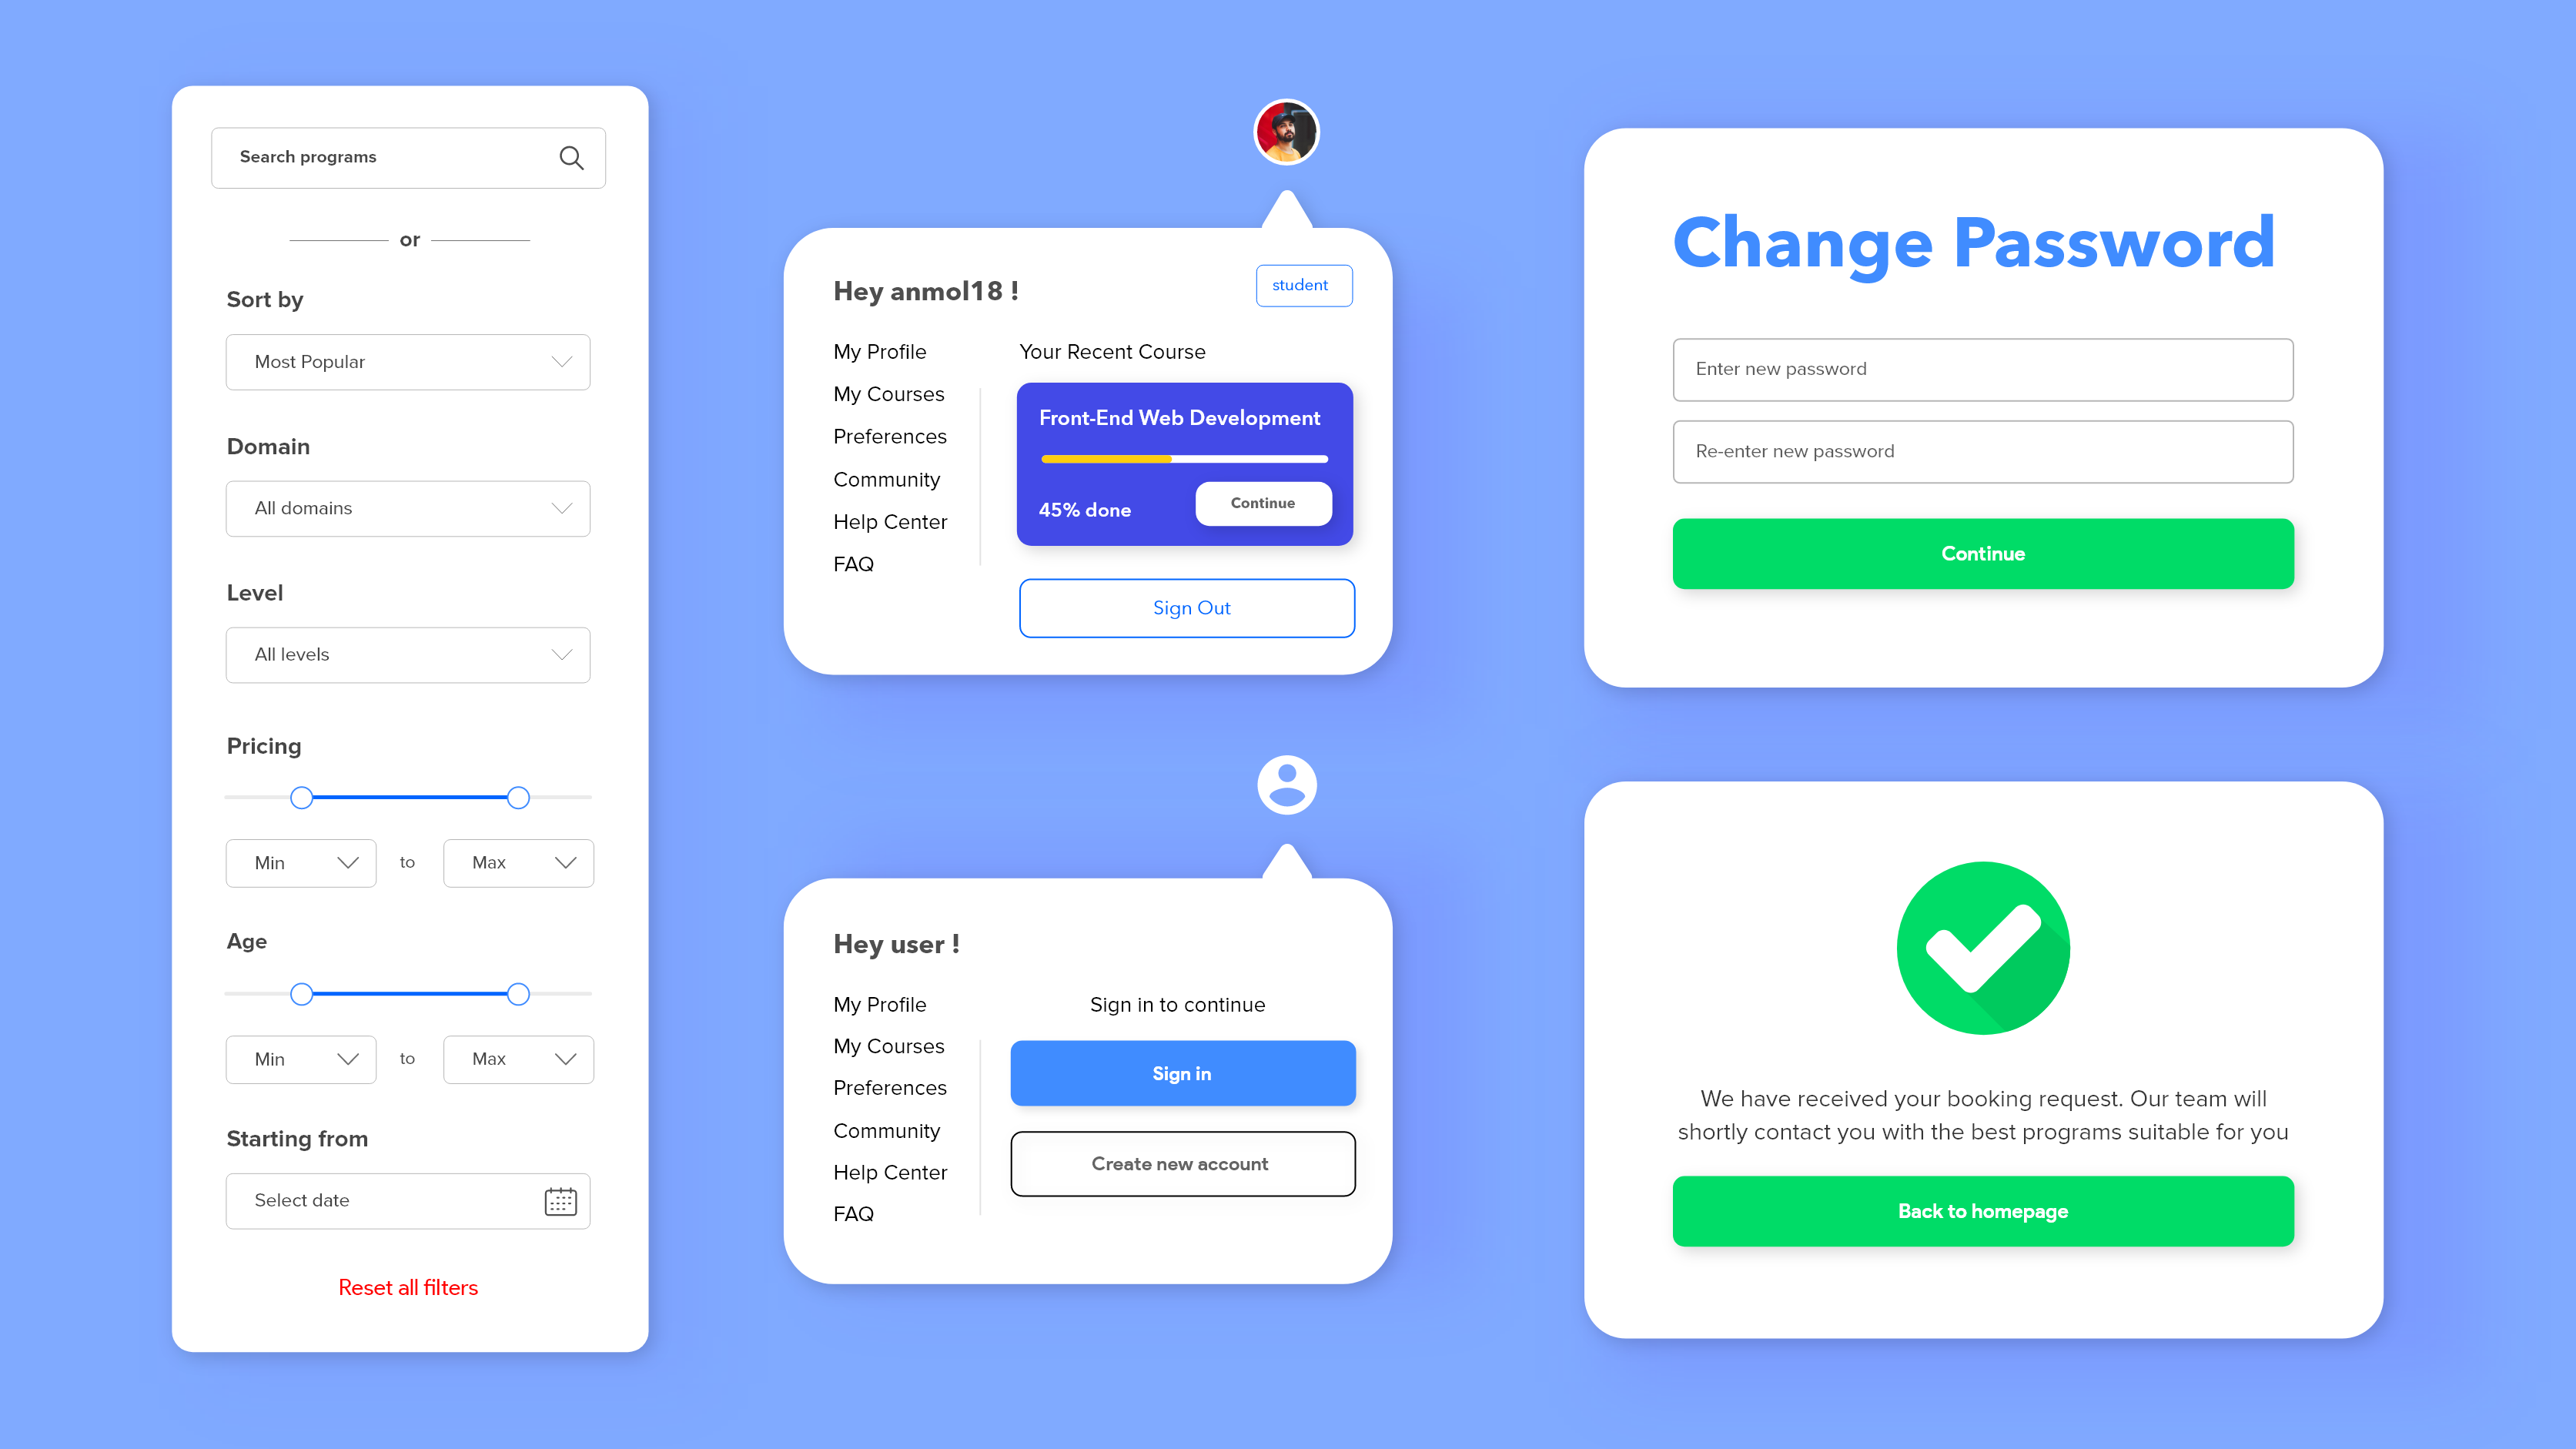 Search programs
or
Sort by
Most Popular
Domain
All domains
Level
All levels
Pricing
Min to Max
Age
Min to Max
Starting from
Select date
Reset all filters
Hey anmol18 !
student
My Profile
My Courses
Preferences
Community
Help Center
FAQ
Your Recent Course
Front-End Web Development
45% done
Continue
Sign Out
Hey user !
My Profile
My Courses
Preferences
Community
Help Center
FAQ
Sign in to continue
Sign in
Create new account
Change Password
Enter new password
Re-enter new password
Continue
We have received your booking request. Our team will
shortly contact you with the best programs suitable for you
Back to homepage